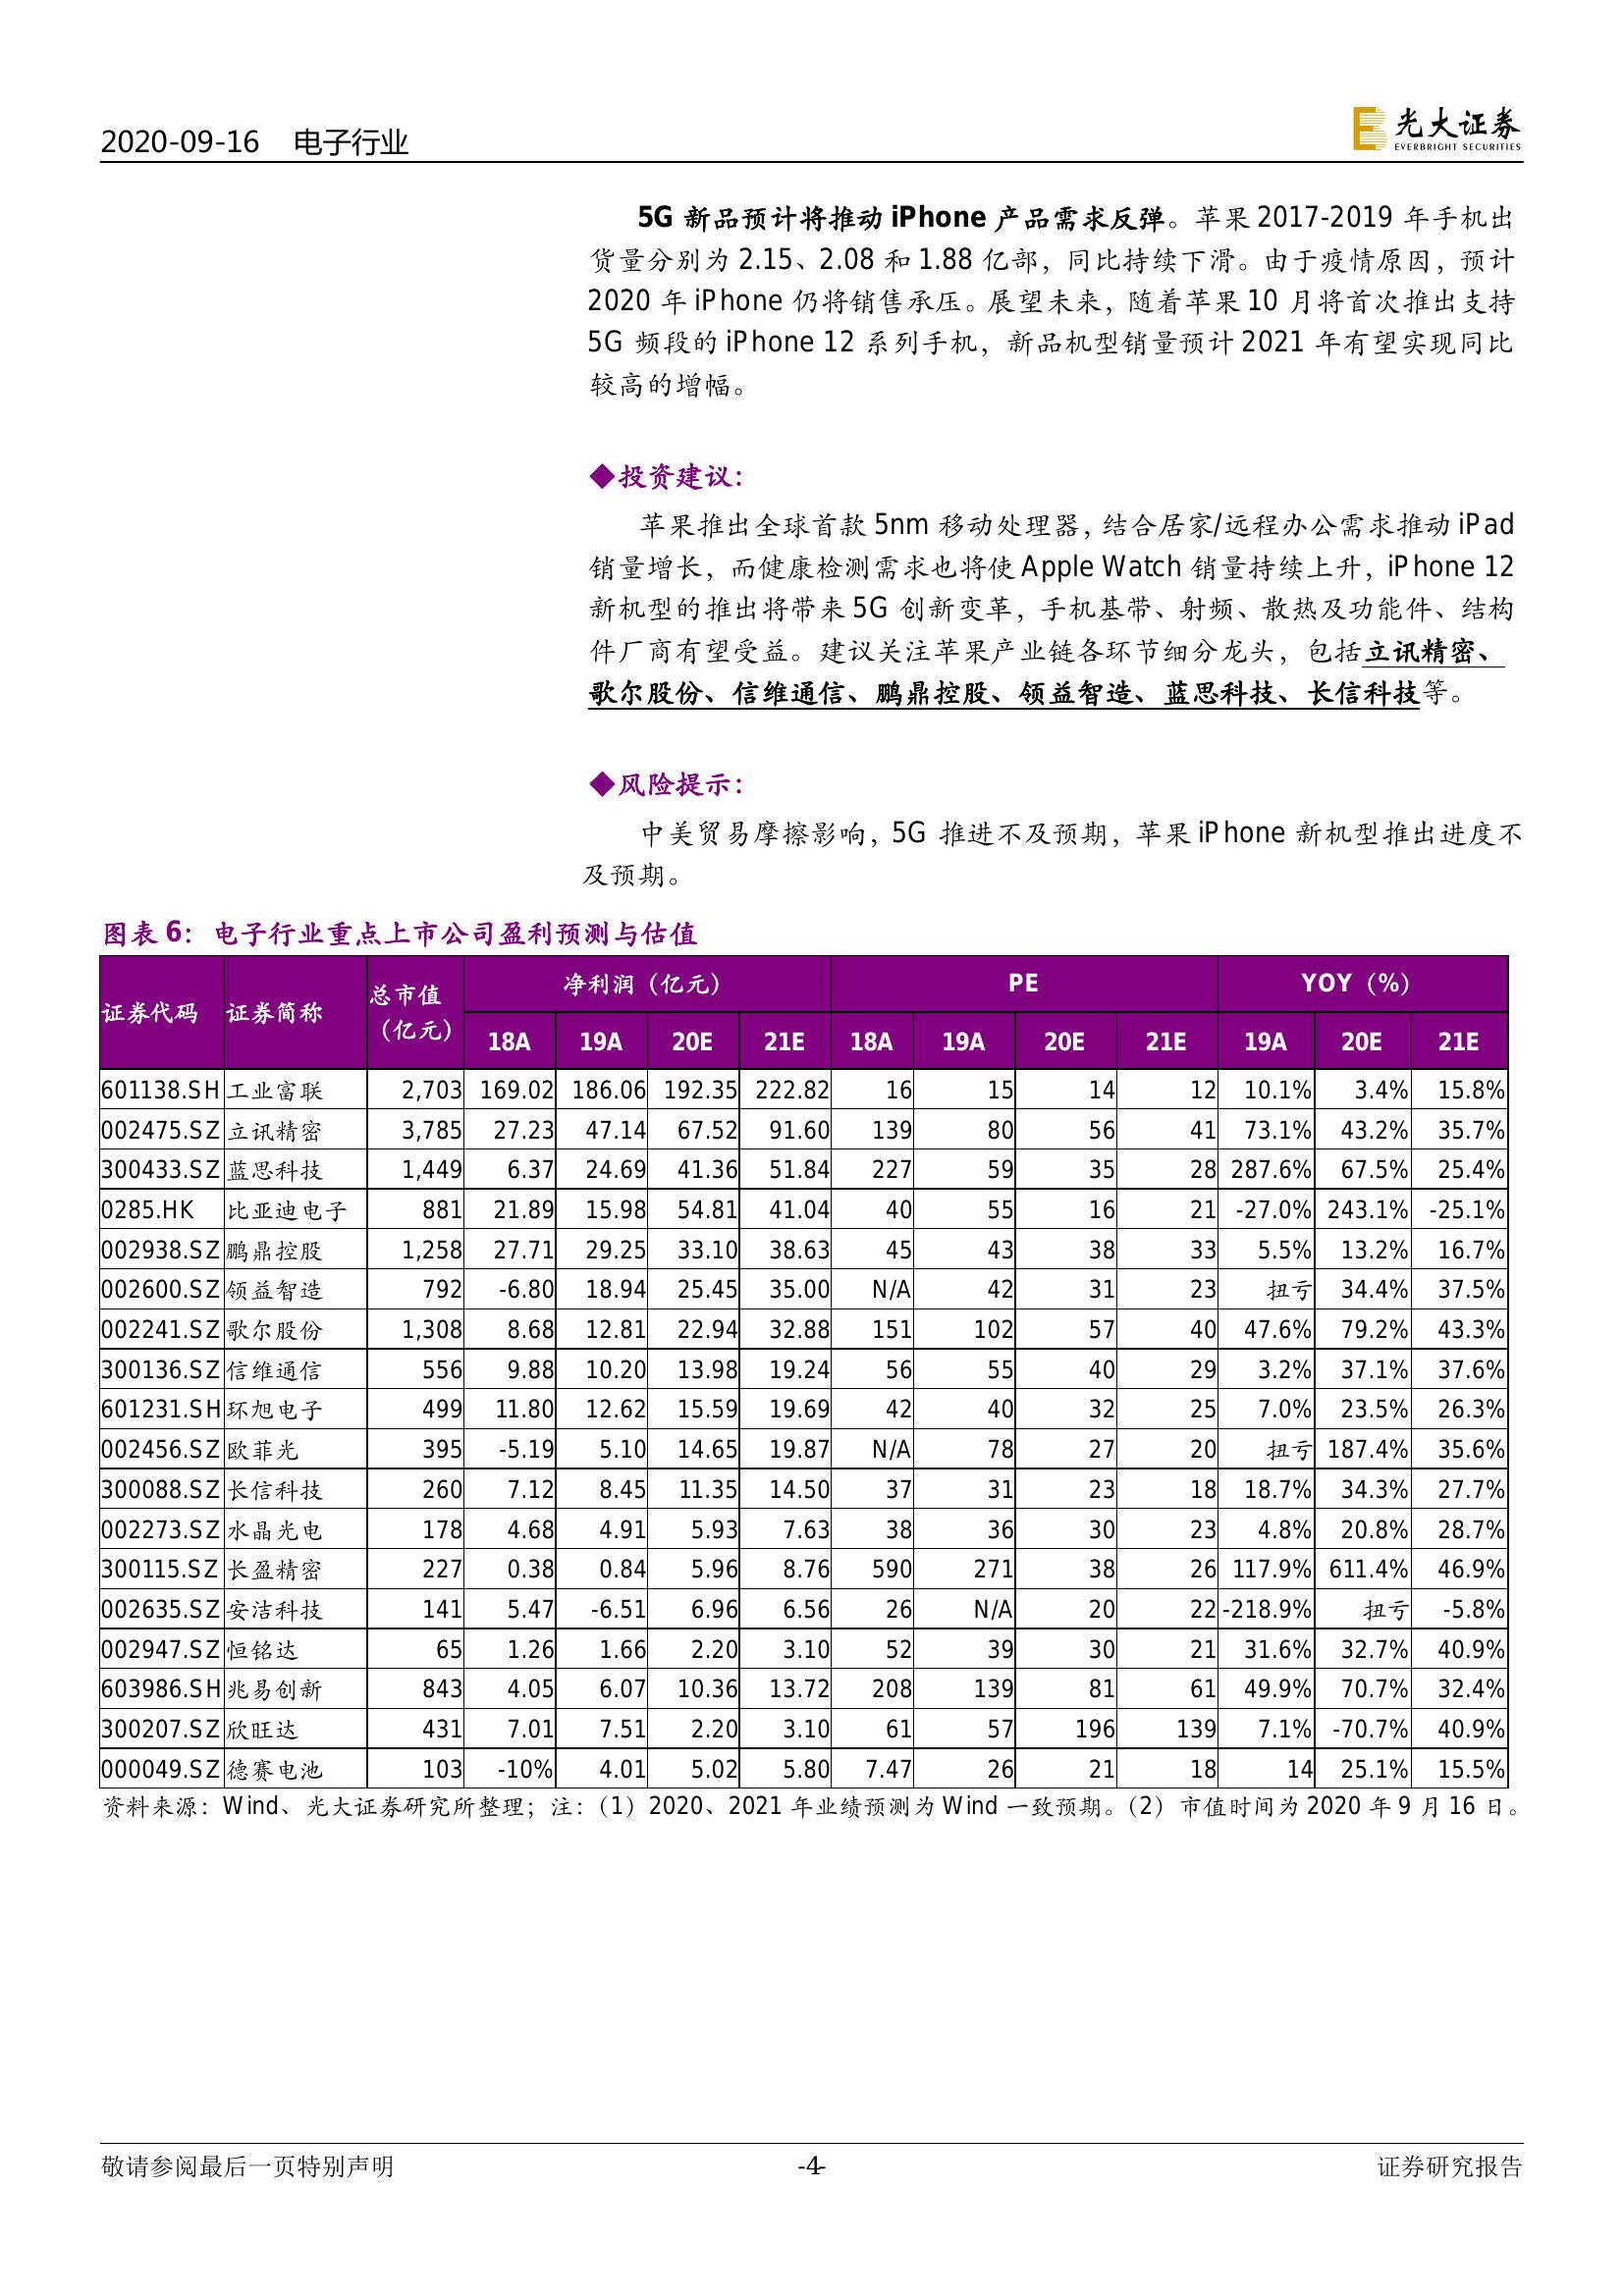 2020-09-16 电子行业
光大证券
EVERBRIGHT SECURITIES
5G 新品预计将推动 iPhone 产品需求反弹。苹果 2017-2019 年手机出
货量分别为 2.15、2.08 和 1.88 亿部，同比持续下滑。由于疫情原因，预计
2020 年 iPhone 仍将销售承压。展望未来，随着苹果 10 月将首次推出支持
5G 频段的 iPhone 12 系列手机，新品机型销量预计 2021 年有望实现同比
较高的增幅。
◆投资建议：
苹果推出全球首款 5nm 移动处理器，结合居家/远程办公需求推动 iPad
销量增长，而健康检测需求也将使 Apple Watch 销量持续上升，iPhone 12
新机型的推出将带来 5G 创新变革，手机基带、射频、散热及功能件、结构
件厂商有望受益。建议关注苹果产业链各环节细分龙头，包括立讯精密、
歌尔股份、信维通信、鹏鼎控股、领益智造、蓝思科技、长信科技等。
◆风险提示：
中美贸易摩擦影响，5G 推进不及预期，苹果 iPhone 新机型推出进度不
及预期。
图表 6：电子行业重点上市公司盈利预测与估值
证券代码 证券简称 总市值（亿元） 净利润（亿元） PE YOY（%）
18A 19A 20E 21E 18A 19A 20E 21E 19A 20E 21E
601138.SH 工业富联 2,703 169.02 186.06 192.35 222.82 16 15 14 12 10.1% 3.4% 15.8%
002475.SZ 立讯精密 3,785 27.23 47.14 67.52 91.60 139 80 56 41 73.1% 43.2% 35.7%
300433.SZ 蓝思科技 1,449 6.37 24.69 41.36 51.84 227 59 35 28 287.6% 67.5% 25.4%
0285.HK 比亚迪电子 881 21.89 15.98 54.81 41.04 40 55 16 21 -27.0% 243.1% -25.1%
002938.SZ 鹏鼎控股 1,258 27.71 29.25 33.10 38.63 45 43 38 33 5.5% 13.2% 16.7%
002600.SZ 领益智造 792 -6.80 18.94 25.45 35.00 N/A 42 31 23 扭亏 34.4% 37.5%
002241.SZ 歌尔股份 1,308 8.68 12.81 22.94 32.88 151 102 57 40 47.6% 79.2% 43.3%
300136.SZ 信维通信 556 9.88 10.20 13.98 19.24 56 55 40 29 3.2% 37.1% 37.6%
601231.SH 环旭电子 499 11.80 12.62 15.59 19.69 42 40 32 25 7.0% 23.5% 26.3%
002456.SZ 欧菲光 395 -5.19 5.10 14.65 19.87 N/A 78 27 20 扭亏 187.4% 35.6%
300088.SZ 长信科技 260 7.12 8.45 11.35 14.50 37 31 23 18 18.7% 34.3% 27.7%
002273.SZ 水晶光电 178 4.68 4.91 5.93 7.63 38 36 30 23 4.8% 20.8% 28.7%
300115.SZ 长盈精密 227 0.38 0.84 5.96 8.76 590 271 38 26 117.9% 611.4% 46.9%
002635.SZ 安洁科技 141 5.47 -6.51 6.96 6.56 26 N/A 20 22 -218.9% 扭亏 -5.8%
002947.SZ 恒铭达 65 1.26 1.66 2.20 3.10 52 39 30 21 31.6% 32.7% 40.9%
603986.SH 兆易创新 843 4.05 6.07 10.36 13.72 208 139 81 61 49.9% 70.7% 32.4%
300207.SZ 欣旺达 431 7.01 7.51 2.20 3.10 61 57 196 139 7.1% -70.7% 40.9%
000049.SZ 德赛电池 103 -10% 4.01 5.02 5.80 7.47 26 21 18 14 25.1% 15.5%
资料来源：Wind、光大证券研究所整理；注：（1）2020、2021 年业绩预测为 Wind 一致预期。（2）市值时间为 2020 年 9 月 16 日。
敬请参阅最后一页特别声明 -4- 证券研究报告